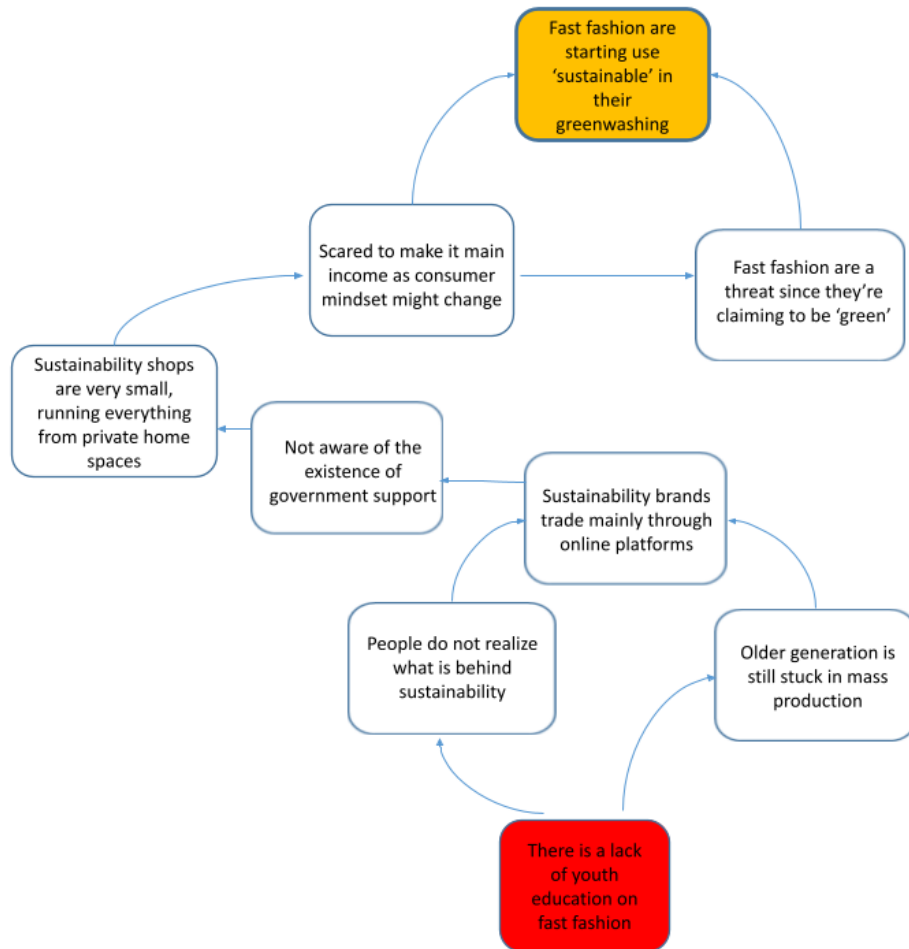 Fast fashion are
starting use
‘sustainable’ in
their
greenwashing
Scared to make it main
income as consumer
mindset might change
Fast fashion are a
threat since they’re
claiming to be ‘green’
Sustainability shops
are very small,
running everything
from private home
spaces
Not aware of the
existence of
government support
Sustainability brands
trade mainly through
online platforms
People do not realize
what is behind
sustainability
Older generation is
still stuck in mass
production
There is a lack
of youth
education on
fast fashion